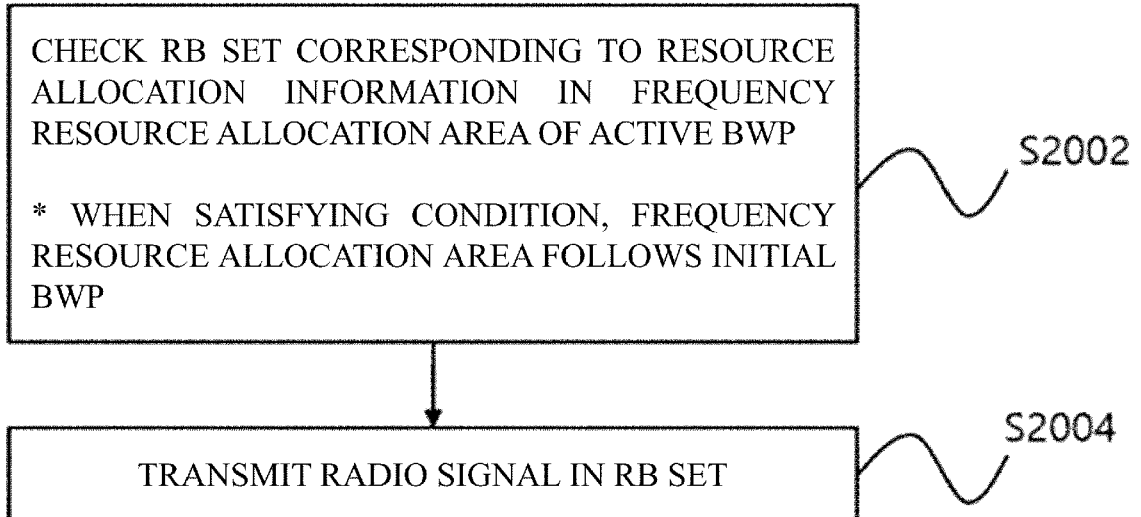 CHECK RB SET CORRESPONDING TO RESOURCE
ALLOCATION INFORMATION IN FREQUENCY
RESOURCE ALLOCATION AREA OF ACTIVE BWP
S2002
* WHEN SATISFYING CONDITION, FREQUENCY
RESOURCE ALLOCATION AREA FOLLOWS INITIAL
BWP
S2004
TRANSMIT RADIO SIGNAL IN RB SET